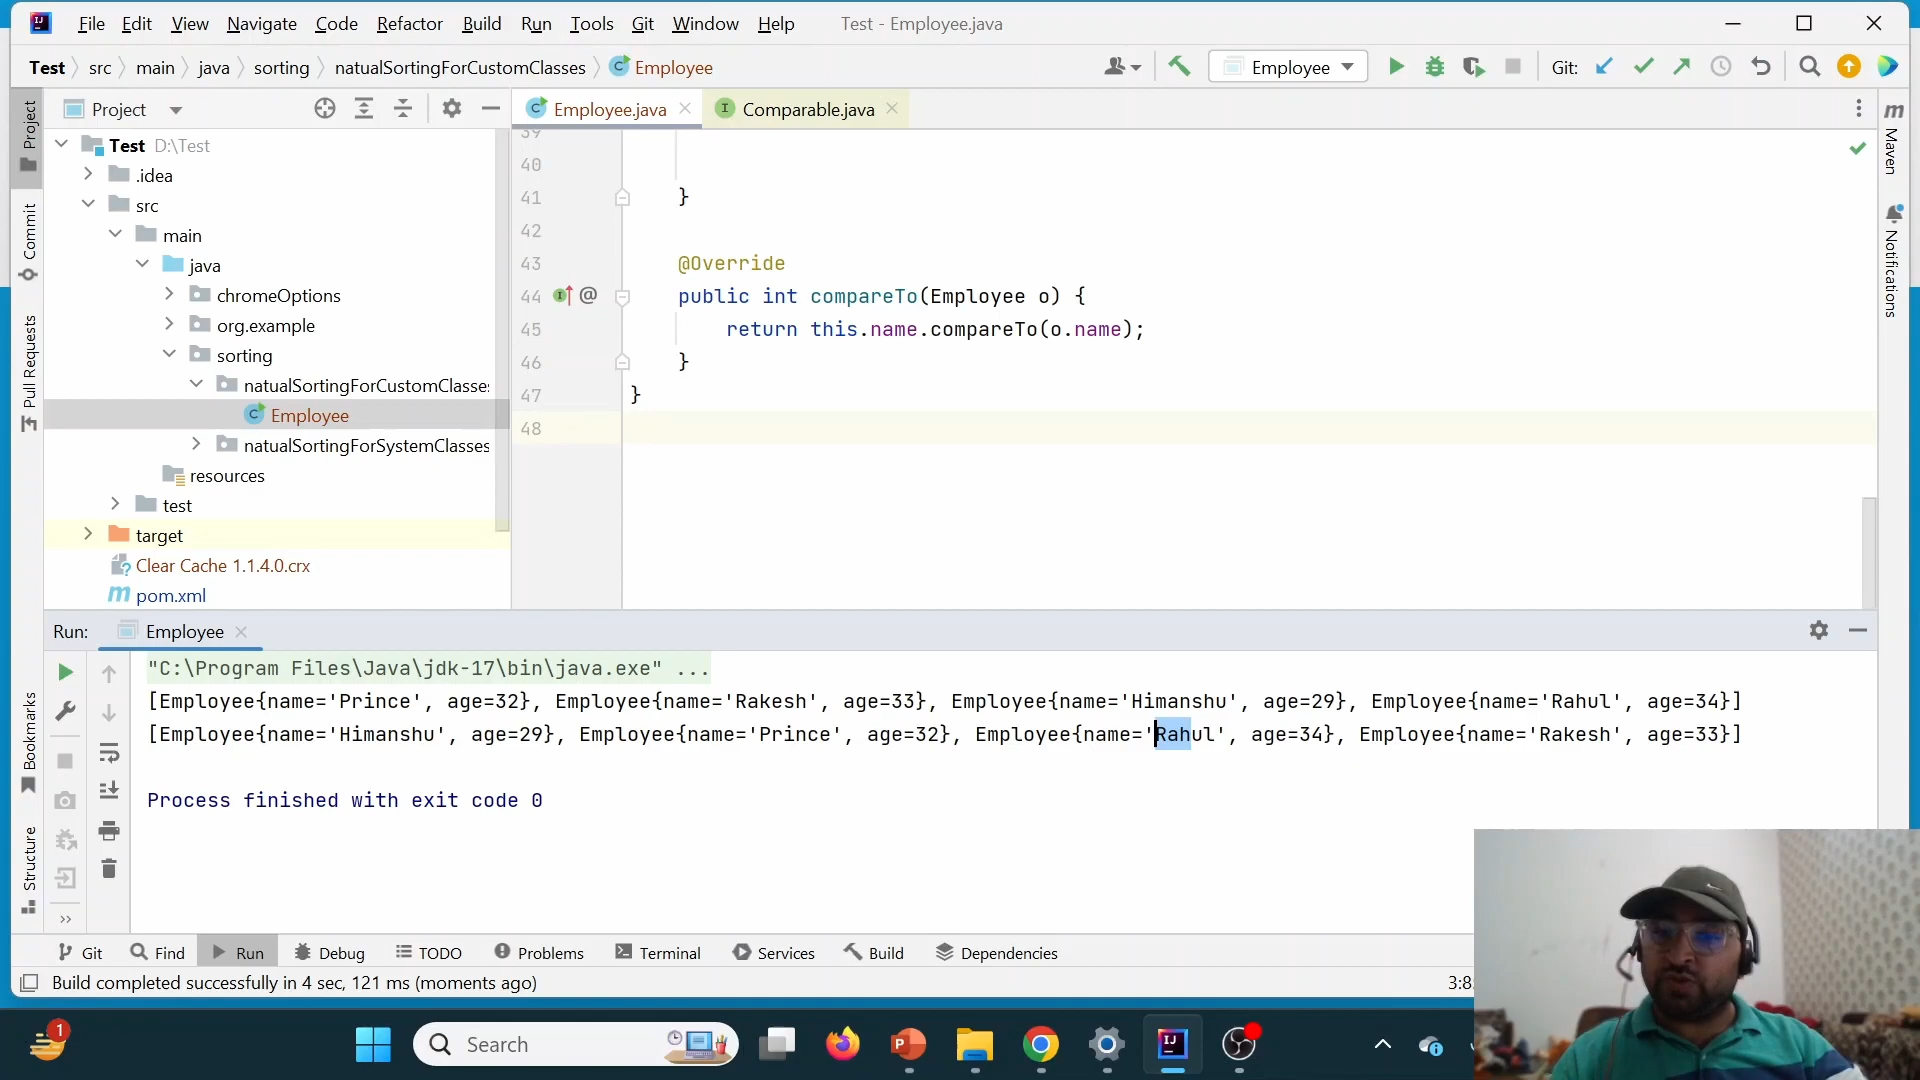 File Edit View Navigate Code Refactor Build Run Tools Git Window Help Test - Employee.java
Test src main java sorting natualSortingForCustomClasses Employee Employee Git:
Project Employee.java Comparable.java
Project
Commit
Pull Requests
Bookmarks
Structure
Test D:\Test
.idea
src
main
java
chromeOptions
org.example
sorting
natualSortingForCustomClasses
Employee
natualSortingForSystemClasses
resources
test
target
Clear Cache 1.1.4.0.crx
m pom.xml
39
40
41 }
42
43 @Override
44 public int compareTo(Employee o) {
45 return this.name.compareTo(o.name);
46 }
47 }
48
m Maven
Notifications
Run: Employee
"C:\Program Files\Java\jdk-17\bin\java.exe" ...
[Employee{name='Prince', age=32}, Employee{name='Rakesh', age=33}, Employee{name='Himanshu', age=29}, Employee{name='Rahul', age=34}]
[Employee{name='Himanshu', age=29}, Employee{name='Prince', age=32}, Employee{name='Rahul', age=34}, Employee{name='Rakesh', age=33}]
Process finished with exit code 0
Git Find Run Debug TODO Problems Terminal Services Build Dependencies
Build completed successfully in 4 sec, 121 ms (moments ago)
1 Search